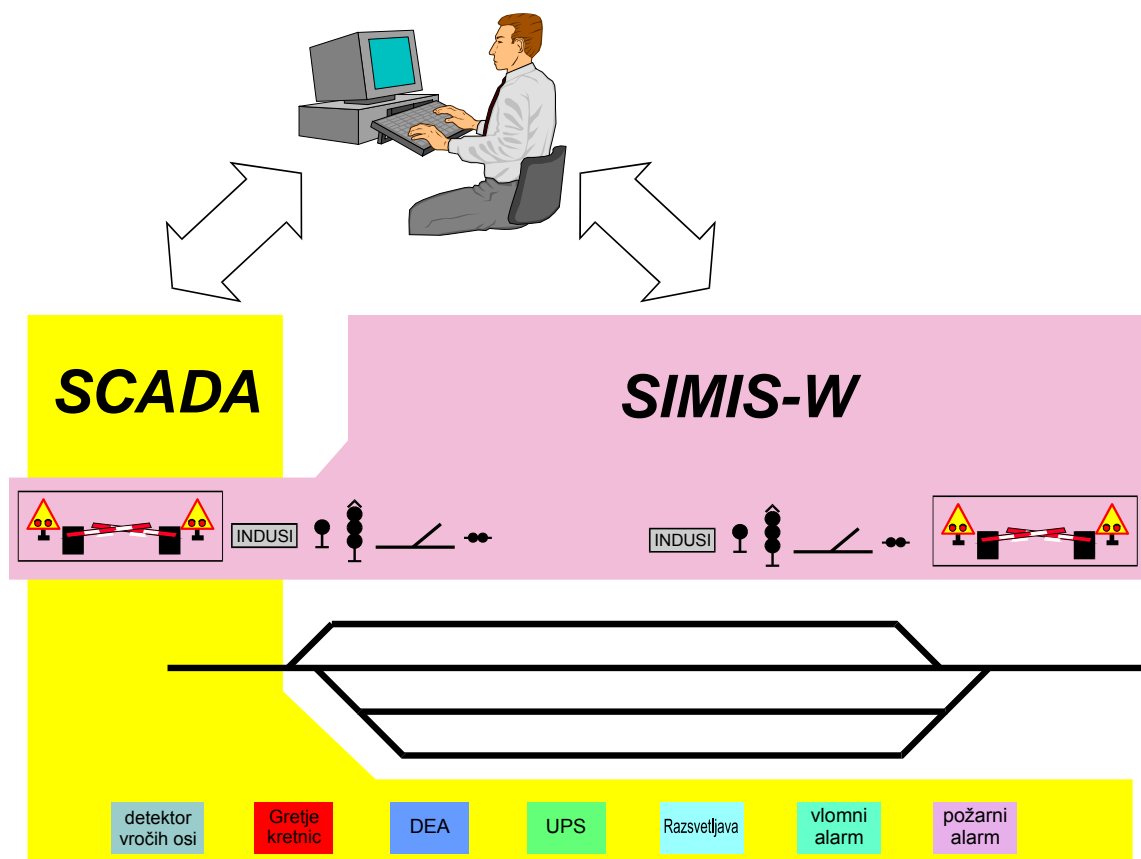 SCADA
SIMIS-W
INDUSI
INDUSI
detektor
vročih osi
Gretje
kretnic
DEA
UPS
Razsvetljava
vlomni
alarm
požarni
alarm